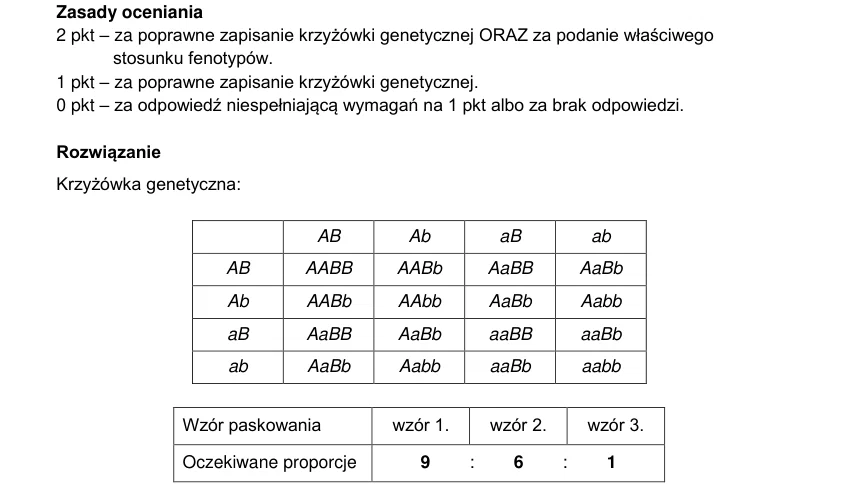 Zasady oceniania
2 pkt – za poprawne zapisanie krzyżówki genetycznej ORAZ za podanie właściwego
stosunku fenotypów.
1 pkt – za poprawne zapisanie krzyżówki genetycznej.
0 pkt – za odpowiedź niespełniającą wymagań na 1 pkt albo za brak odpowiedzi.
Rozwiązanie
Krzyżówka genetyczna:
AB Ab aB ab
AB AABB AABb AaBB AaBb
Ab AABb AAbb AaBb Aabb
aB AaBB AaBb aaBB aaBb
ab AaBb Aabb aaBb aabb
Wzór paskowania wzór 1. wzór 2. wzór 3.
Oczekiwane proporcje 9 : 6 : 1